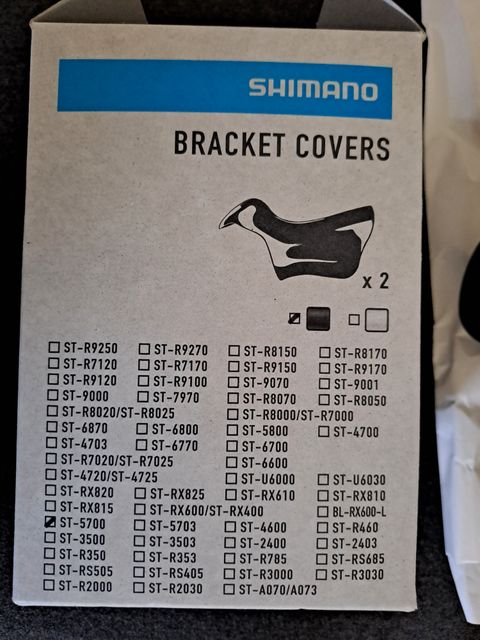 SHIMANO
BRACKET COVERS
x 2
ST-R9250 ST-R9270 ST-R8150 ST-R8170
ST-R7120 ST-R7170 ST-R9150 ST-R9170
ST-R9120 ST-R9100 ST-9070 ST-9001
ST-9000 ST-7970 ST-R8070 ST-R8050
ST-R8020/ST-R8025 ST-R8000/ST-R7000
ST-6870 ST-6800 ST-5800 ST-4700
ST-4703 ST-6770 ST-6700
ST-R7020/ST-R7025 ST-6600
ST-4720/ST-4725 ST-U6000 ST-U6030
ST-RX820 ST-RX825 ST-RX610 ST-RX810
ST-RX815 ST-RX600/ST-RX400 BL-RX600-L
ST-5700 ST-5703 ST-4600 ST-R460
ST-3500 ST-3503 ST-2400 ST-2403
ST-R350 ST-R353 ST-R785 ST-RS685
ST-RS505 ST-RS405 ST-R3000 ST-R3030
ST-R2000 ST-R2030 ST-A070/A073